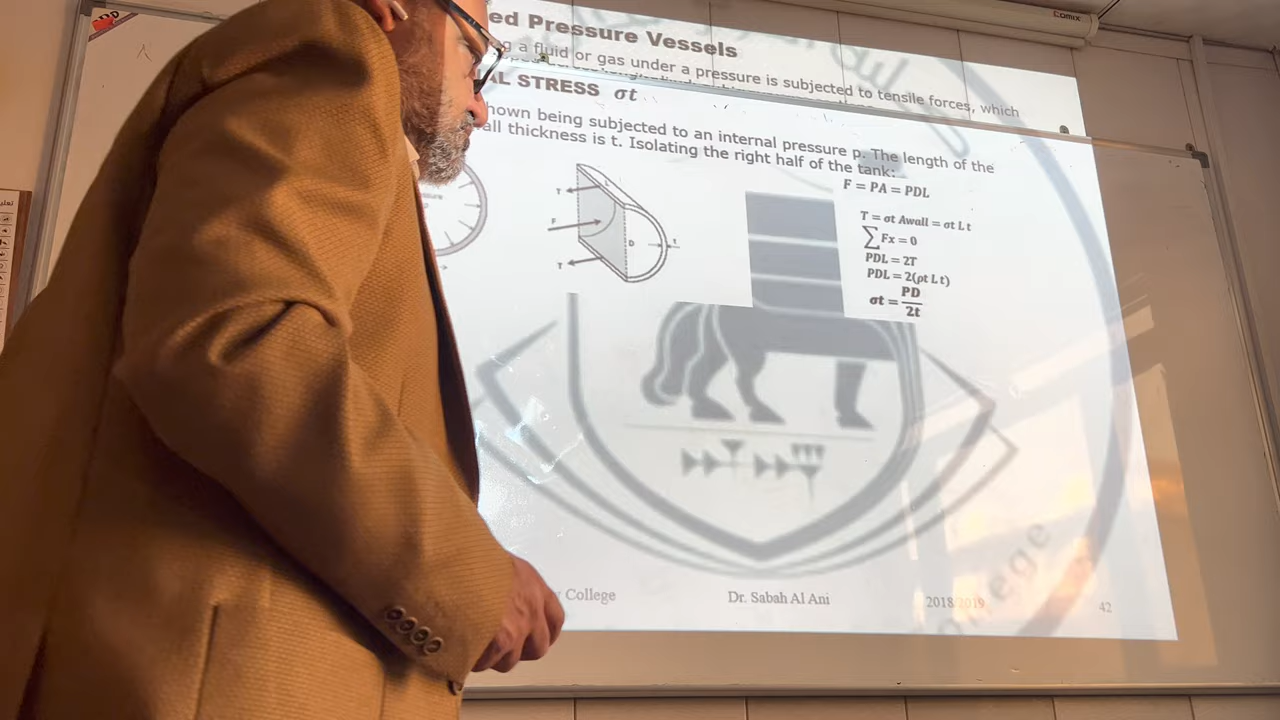 Comix
ed Pressure Vessels
g a fluid or gas under a pressure is subjected to tensile forces, which
AL STRESS σt
hown being subjected to an internal pressure p. The length of the
all thickness is t. Isolating the right half of the tank:
F = PA = PDL
T = σt Awall = σt L t
∑Fx = 0
PDL = 2T
PDL = 2(ρt L t)
σt = PD
2t
T
L
F
D
t
T
College
Dr. Sabah Al Ani
2018/2019
42